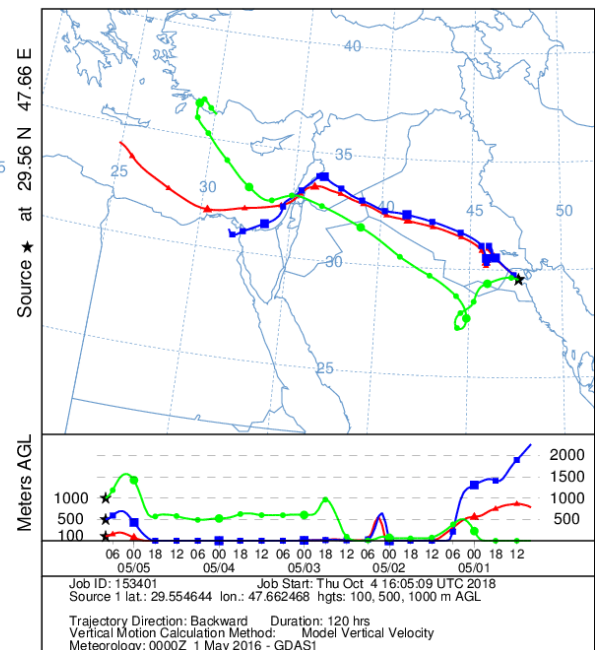 Source ★ at 29.56 N 47.66 E
40
35
25
30
40
45
50
30
25
Meters AGL
2000
1500
1000
1000
500
500
100
06 00 18 12 06 00 18 12 06 00 18 12 06 00 18 12 06 00 18 12
05/05 05/04 05/03 05/02 05/01
Job ID: 153401 Job Start: Thu Oct 4 16:05:09 UTC 2018
Source 1 lat.: 29.554644 lon.: 47.662468 hgts: 100, 500, 1000 m AGL
Trajectory Direction: Backward Duration: 120 hrs
Vertical Motion Calculation Method: Model Vertical Velocity
Meteorology: 0000Z 1 May 2016 - GDAS1